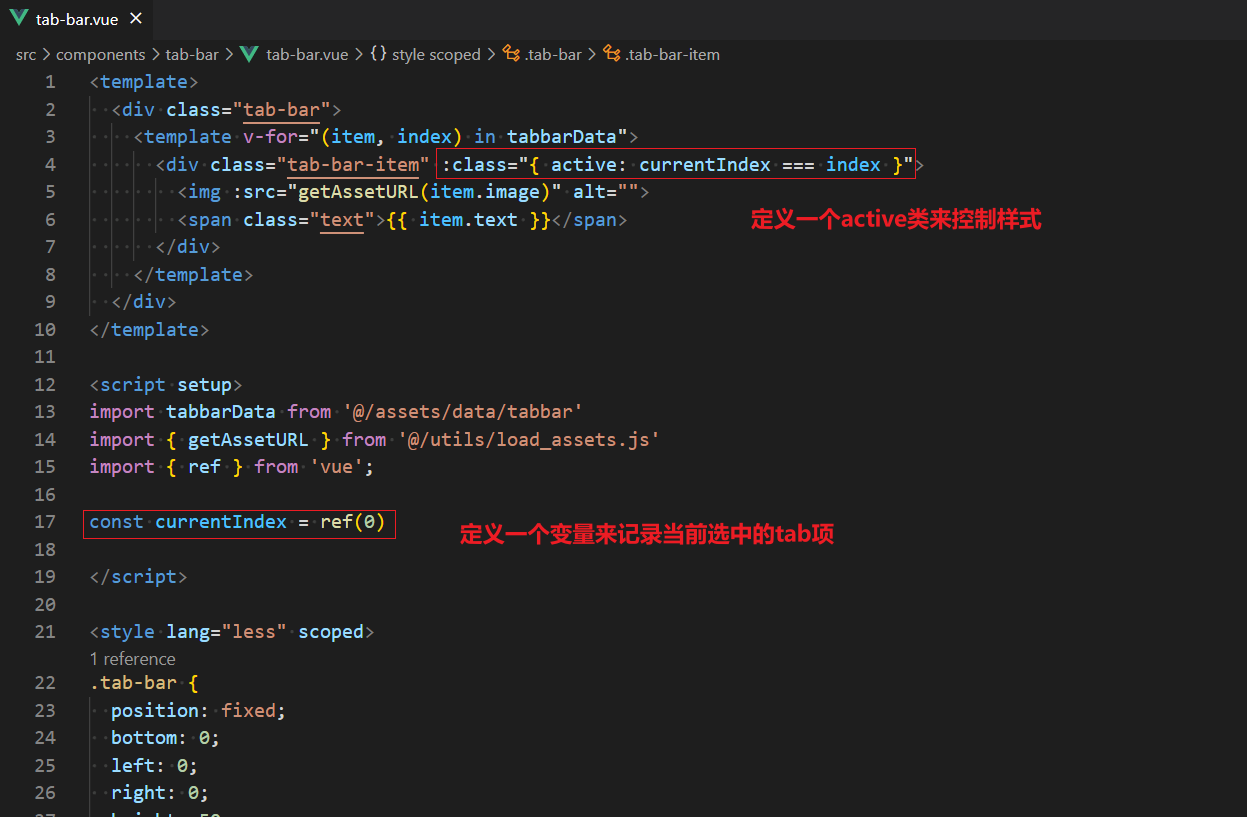 tab-bar.vue ×
src > components > tab-bar > tab-bar.vue > {} style scoped > .tab-bar > .tab-bar-item
1 <template>
2 <div class="tab-bar">
3 <template v-for="(item, index) in tabbarData">
4 <div class="tab-bar-item" :class="{ active: currentIndex === index }">
5 <img :src="getAssetURL(item.image)" alt="">
6 <span class="text">{{ item.text }}</span>
定义一个active类来控制样式
7 </div>
8 </template>
9 </div>
10 </template>
11
12 <script setup>
13 import tabbarData from '@/assets/data/tabbar'
14 import { getAssetURL } from '@/utils/load_assets.js'
15 import { ref } from 'vue';
16
17 const currentIndex = ref(0)
定义一个变量来记录当前选中的tab项
18
19 </script>
20
21 <style lang="less" scoped>
1 reference
22 .tab-bar {
23 position: fixed;
24 bottom: 0;
25 left: 0;
26 right: 0;